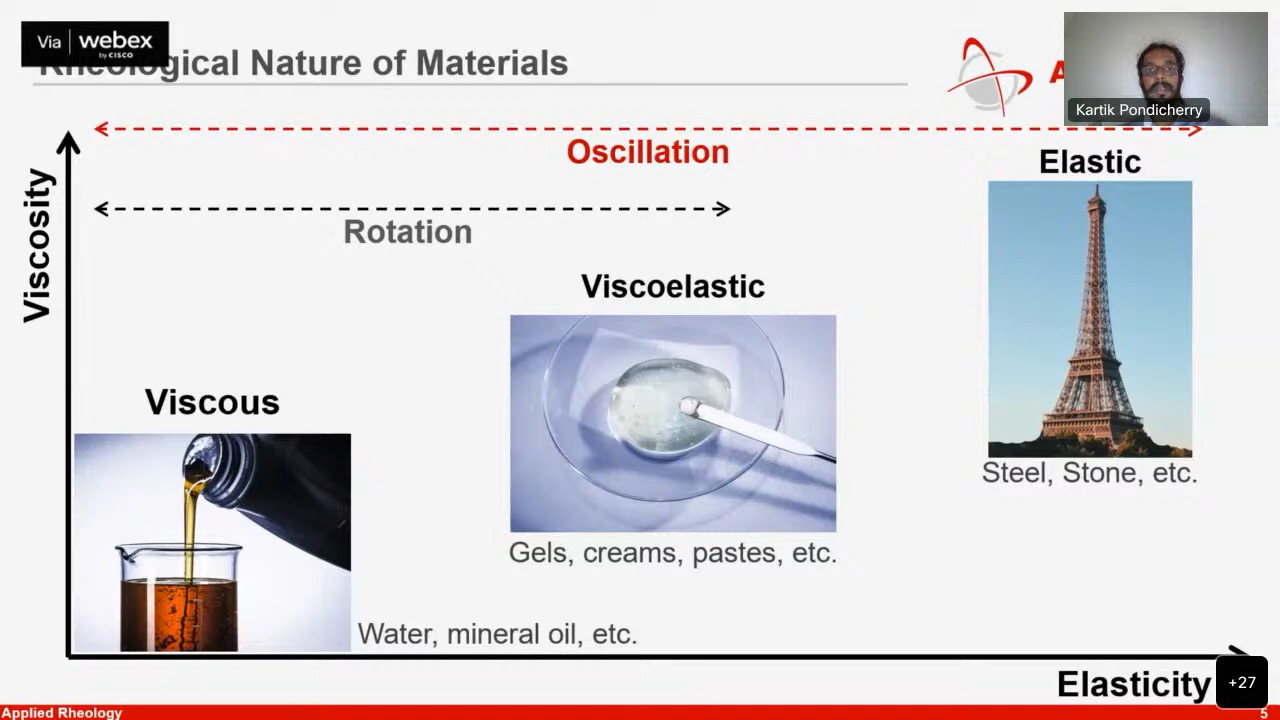 Via webex
by CISCO
Rheological Nature of Materials
A
Kartik Pondicherry
Oscillation
Elastic
Viscosity
Rotation
Viscoelastic
Viscous
Steel, Stone, etc.
Gels, creams, pastes, etc.
Water, mineral oil, etc.
Elasticity
+27
Applied Rheology
5